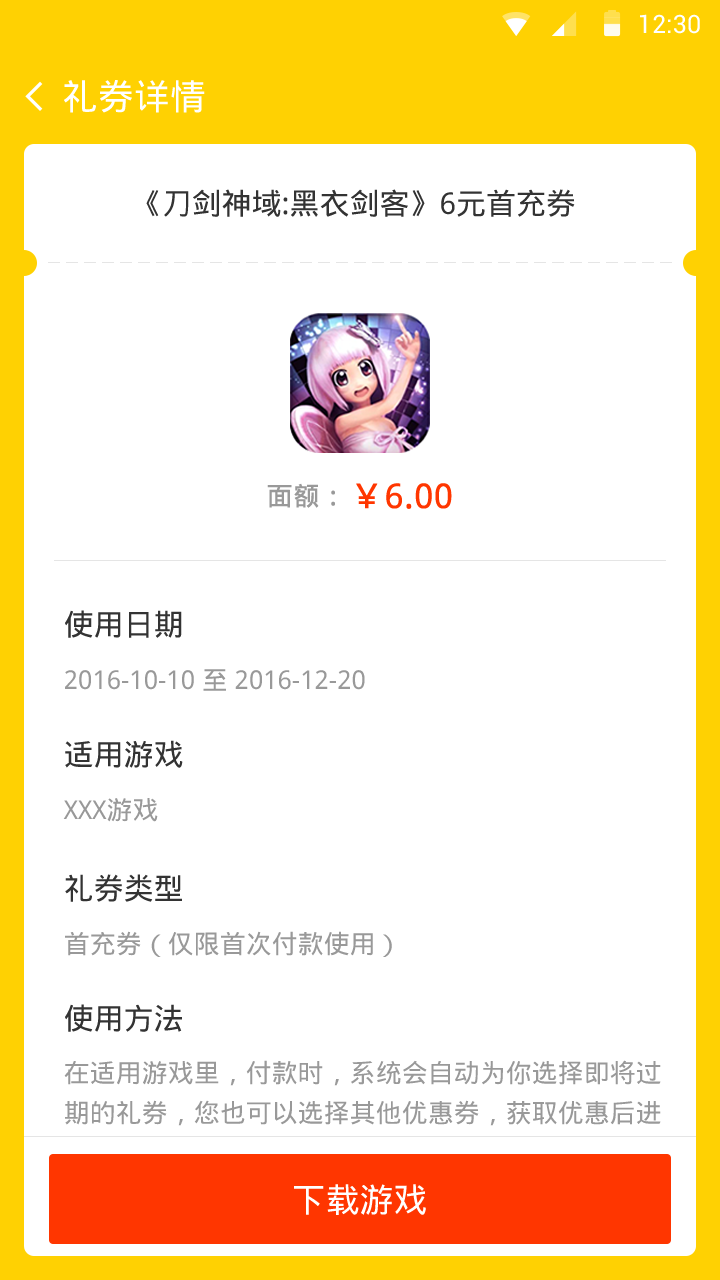 12:30
礼券详情
《刀剑神域:黑衣剑客》6元首充券
面额：￥6.00
使用日期
2016-10-10 至 2016-12-20
适用游戏
XXX游戏
礼券类型
首充券（仅限首次付款使用）
使用方法
在适用游戏里，付款时，系统会自动为你选择即将过
期的礼券，您也可以选择其他优惠券，获取优惠后进
下载游戏